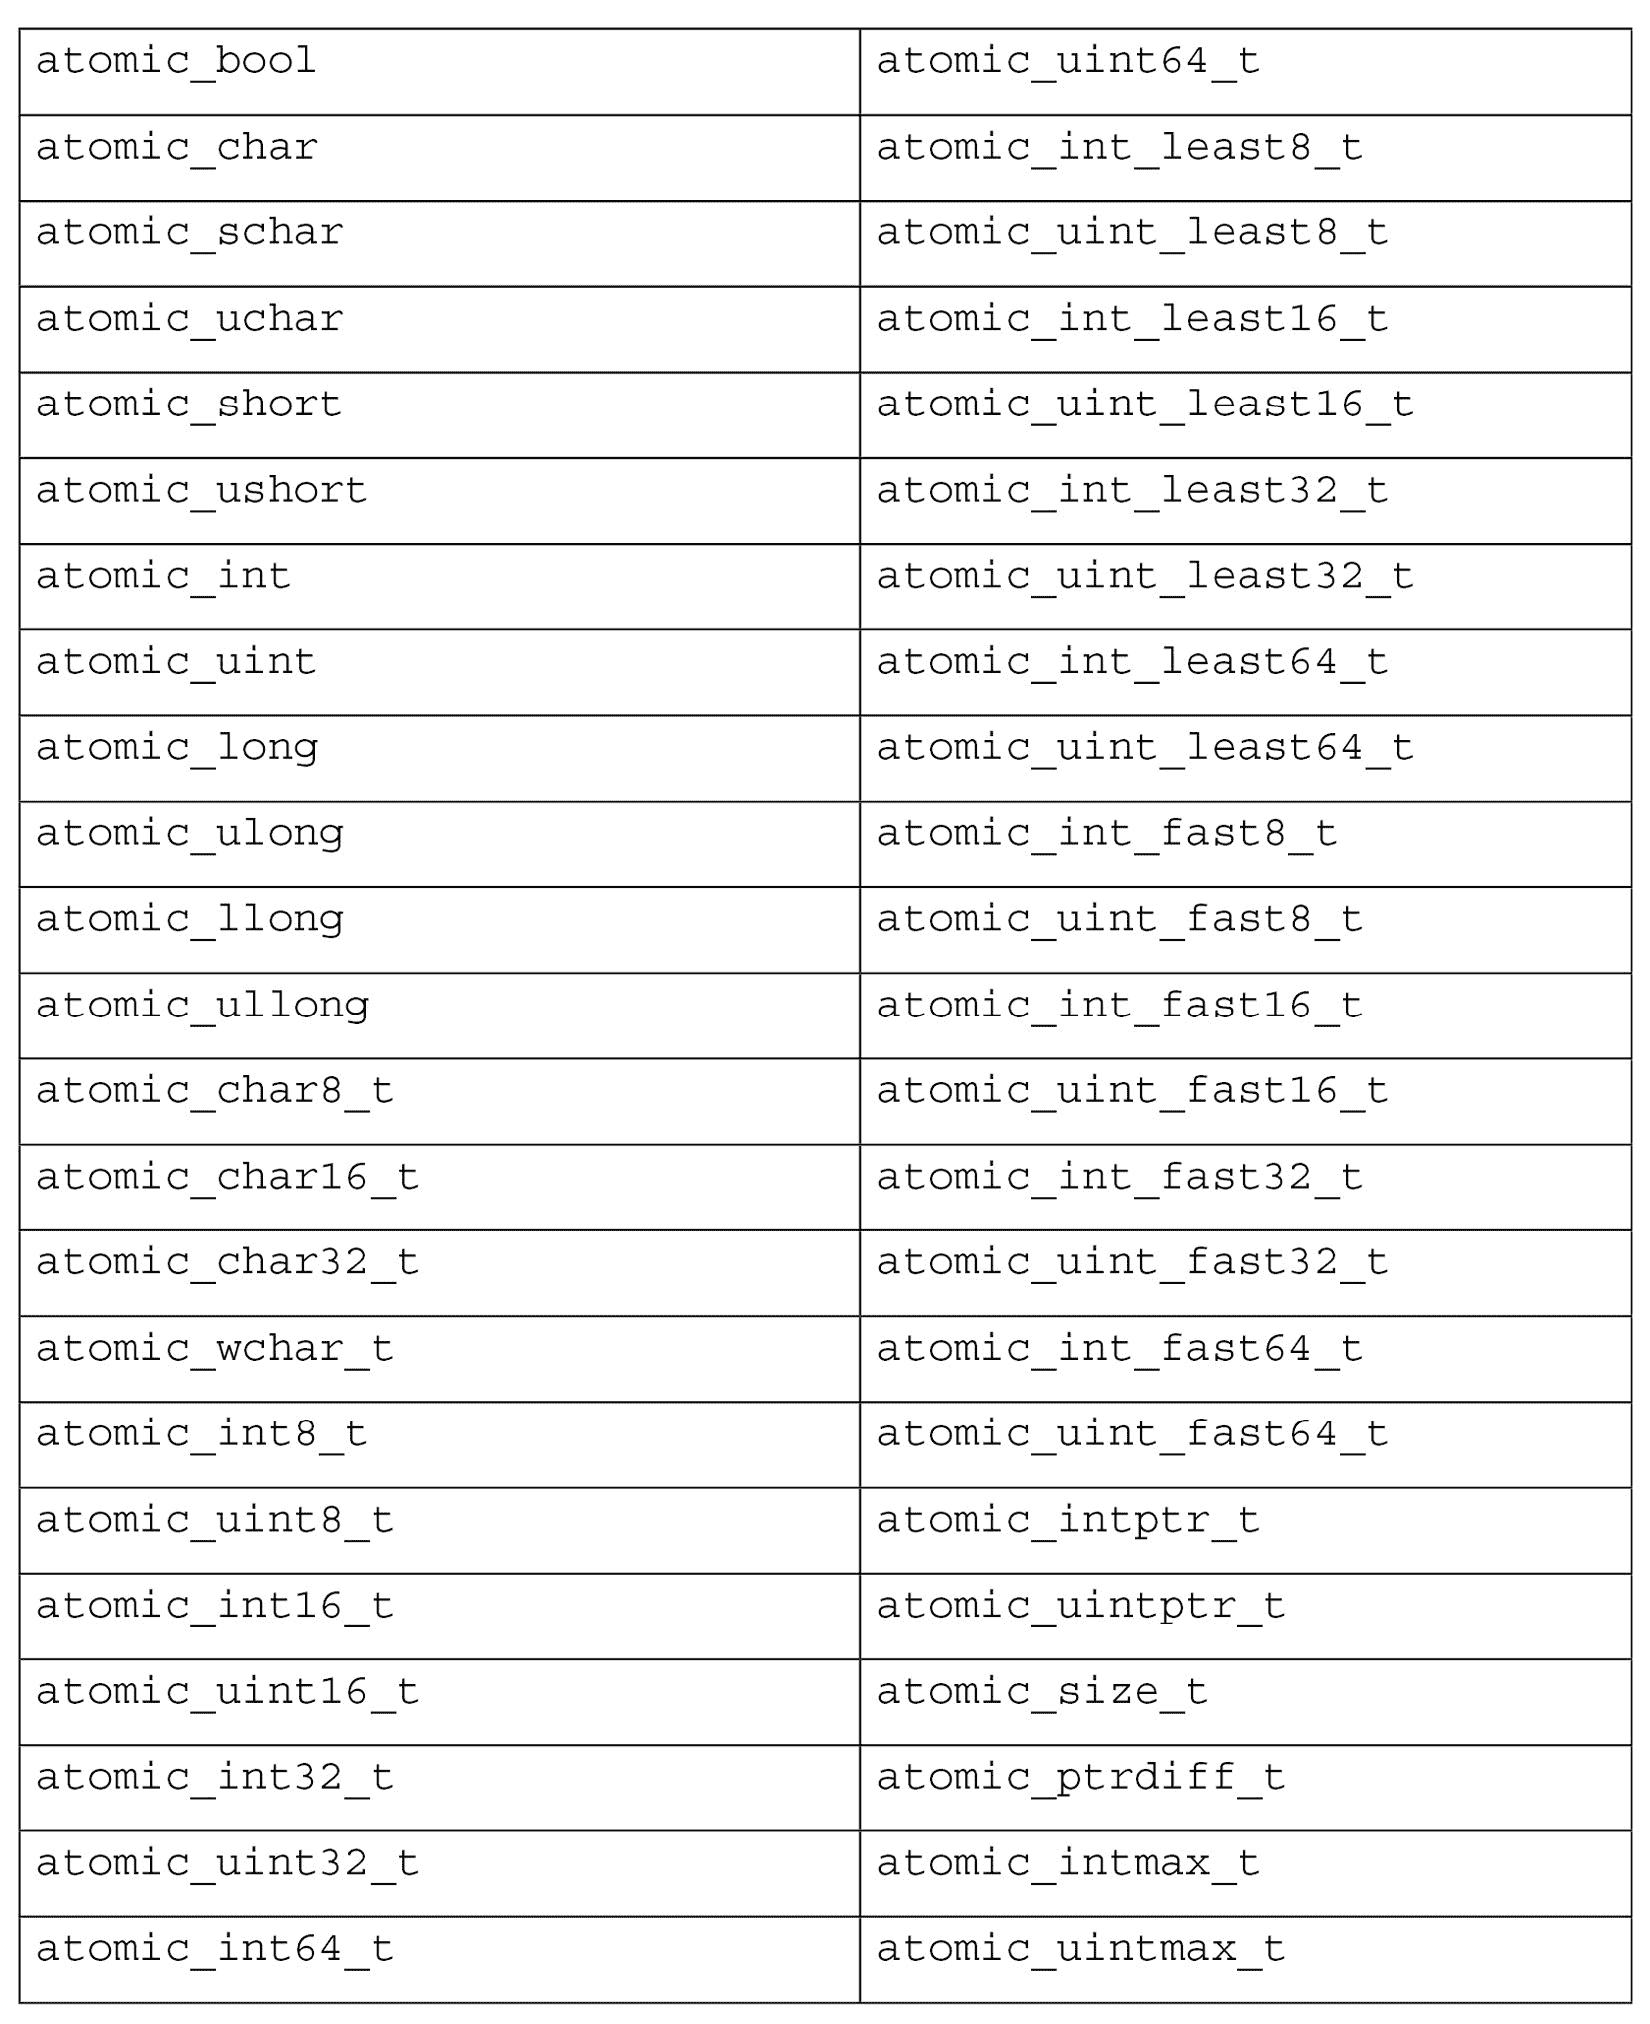 atomic_bool atomic_uint64_t
atomic_char atomic_int_least8_t
atomic_schar atomic_uint_least8_t
atomic_uchar atomic_int_least16_t
atomic_short atomic_uint_least16_t
atomic_ushort atomic_int_least32_t
atomic_int atomic_uint_least32_t
atomic_uint atomic_int_least64_t
atomic_long atomic_uint_least64_t
atomic_ulong atomic_int_fast8_t
atomic_llong atomic_uint_fast8_t
atomic_ullong atomic_int_fast16_t
atomic_char8_t atomic_uint_fast16_t
atomic_char16_t atomic_int_fast32_t
atomic_char32_t atomic_uint_fast32_t
atomic_wchar_t atomic_int_fast64_t
atomic_int8_t atomic_uint_fast64_t
atomic_uint8_t atomic_intptr_t
atomic_int16_t atomic_uintptr_t
atomic_uint16_t atomic_size_t
atomic_int32_t atomic_ptrdiff_t
atomic_uint32_t atomic_intmax_t
atomic_int64_t atomic_uintmax_t